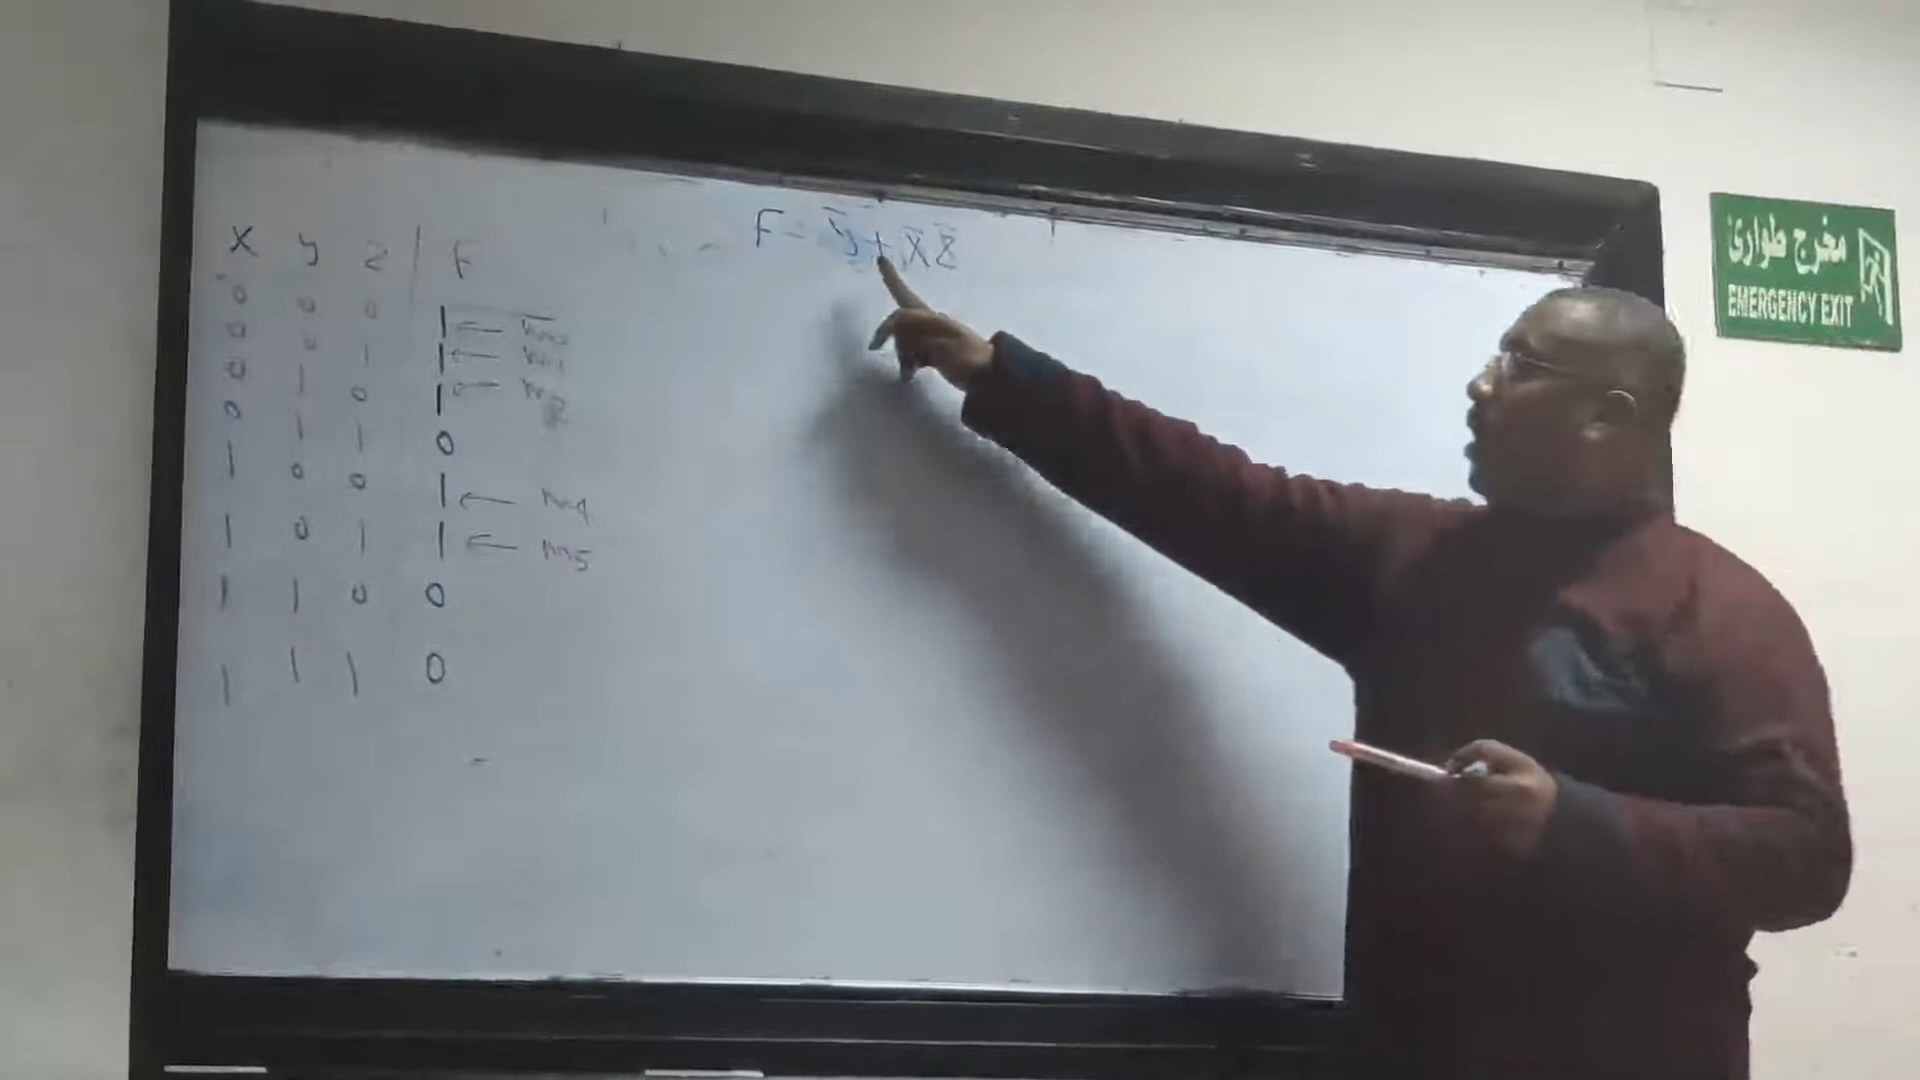 F = y̅ + x̅ z̅
x y z | F
0 0 0 1 ← m0
0 0 1 1 ← m1
0 1 0 1 ← m2
0 1 1 0
1 0 0 1 ← m4
1 0 1 1 ← m5
1 1 0 0
1 1 1 0
مخرج طوارئ
EMERGENCY EXIT